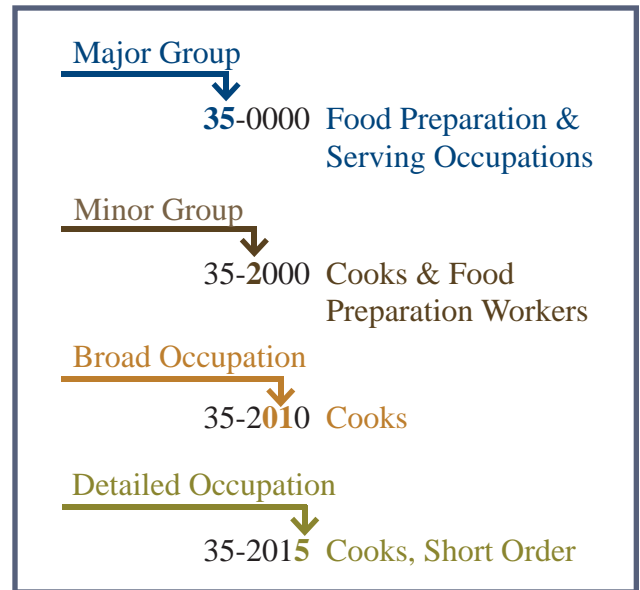 Major Group
35-0000 Food Preparation &
Serving Occupations
Minor Group
35-2000 Cooks & Food
Preparation Workers
Broad Occupation
35-2010 Cooks
Detailed Occupation
35-2015 Cooks, Short Order